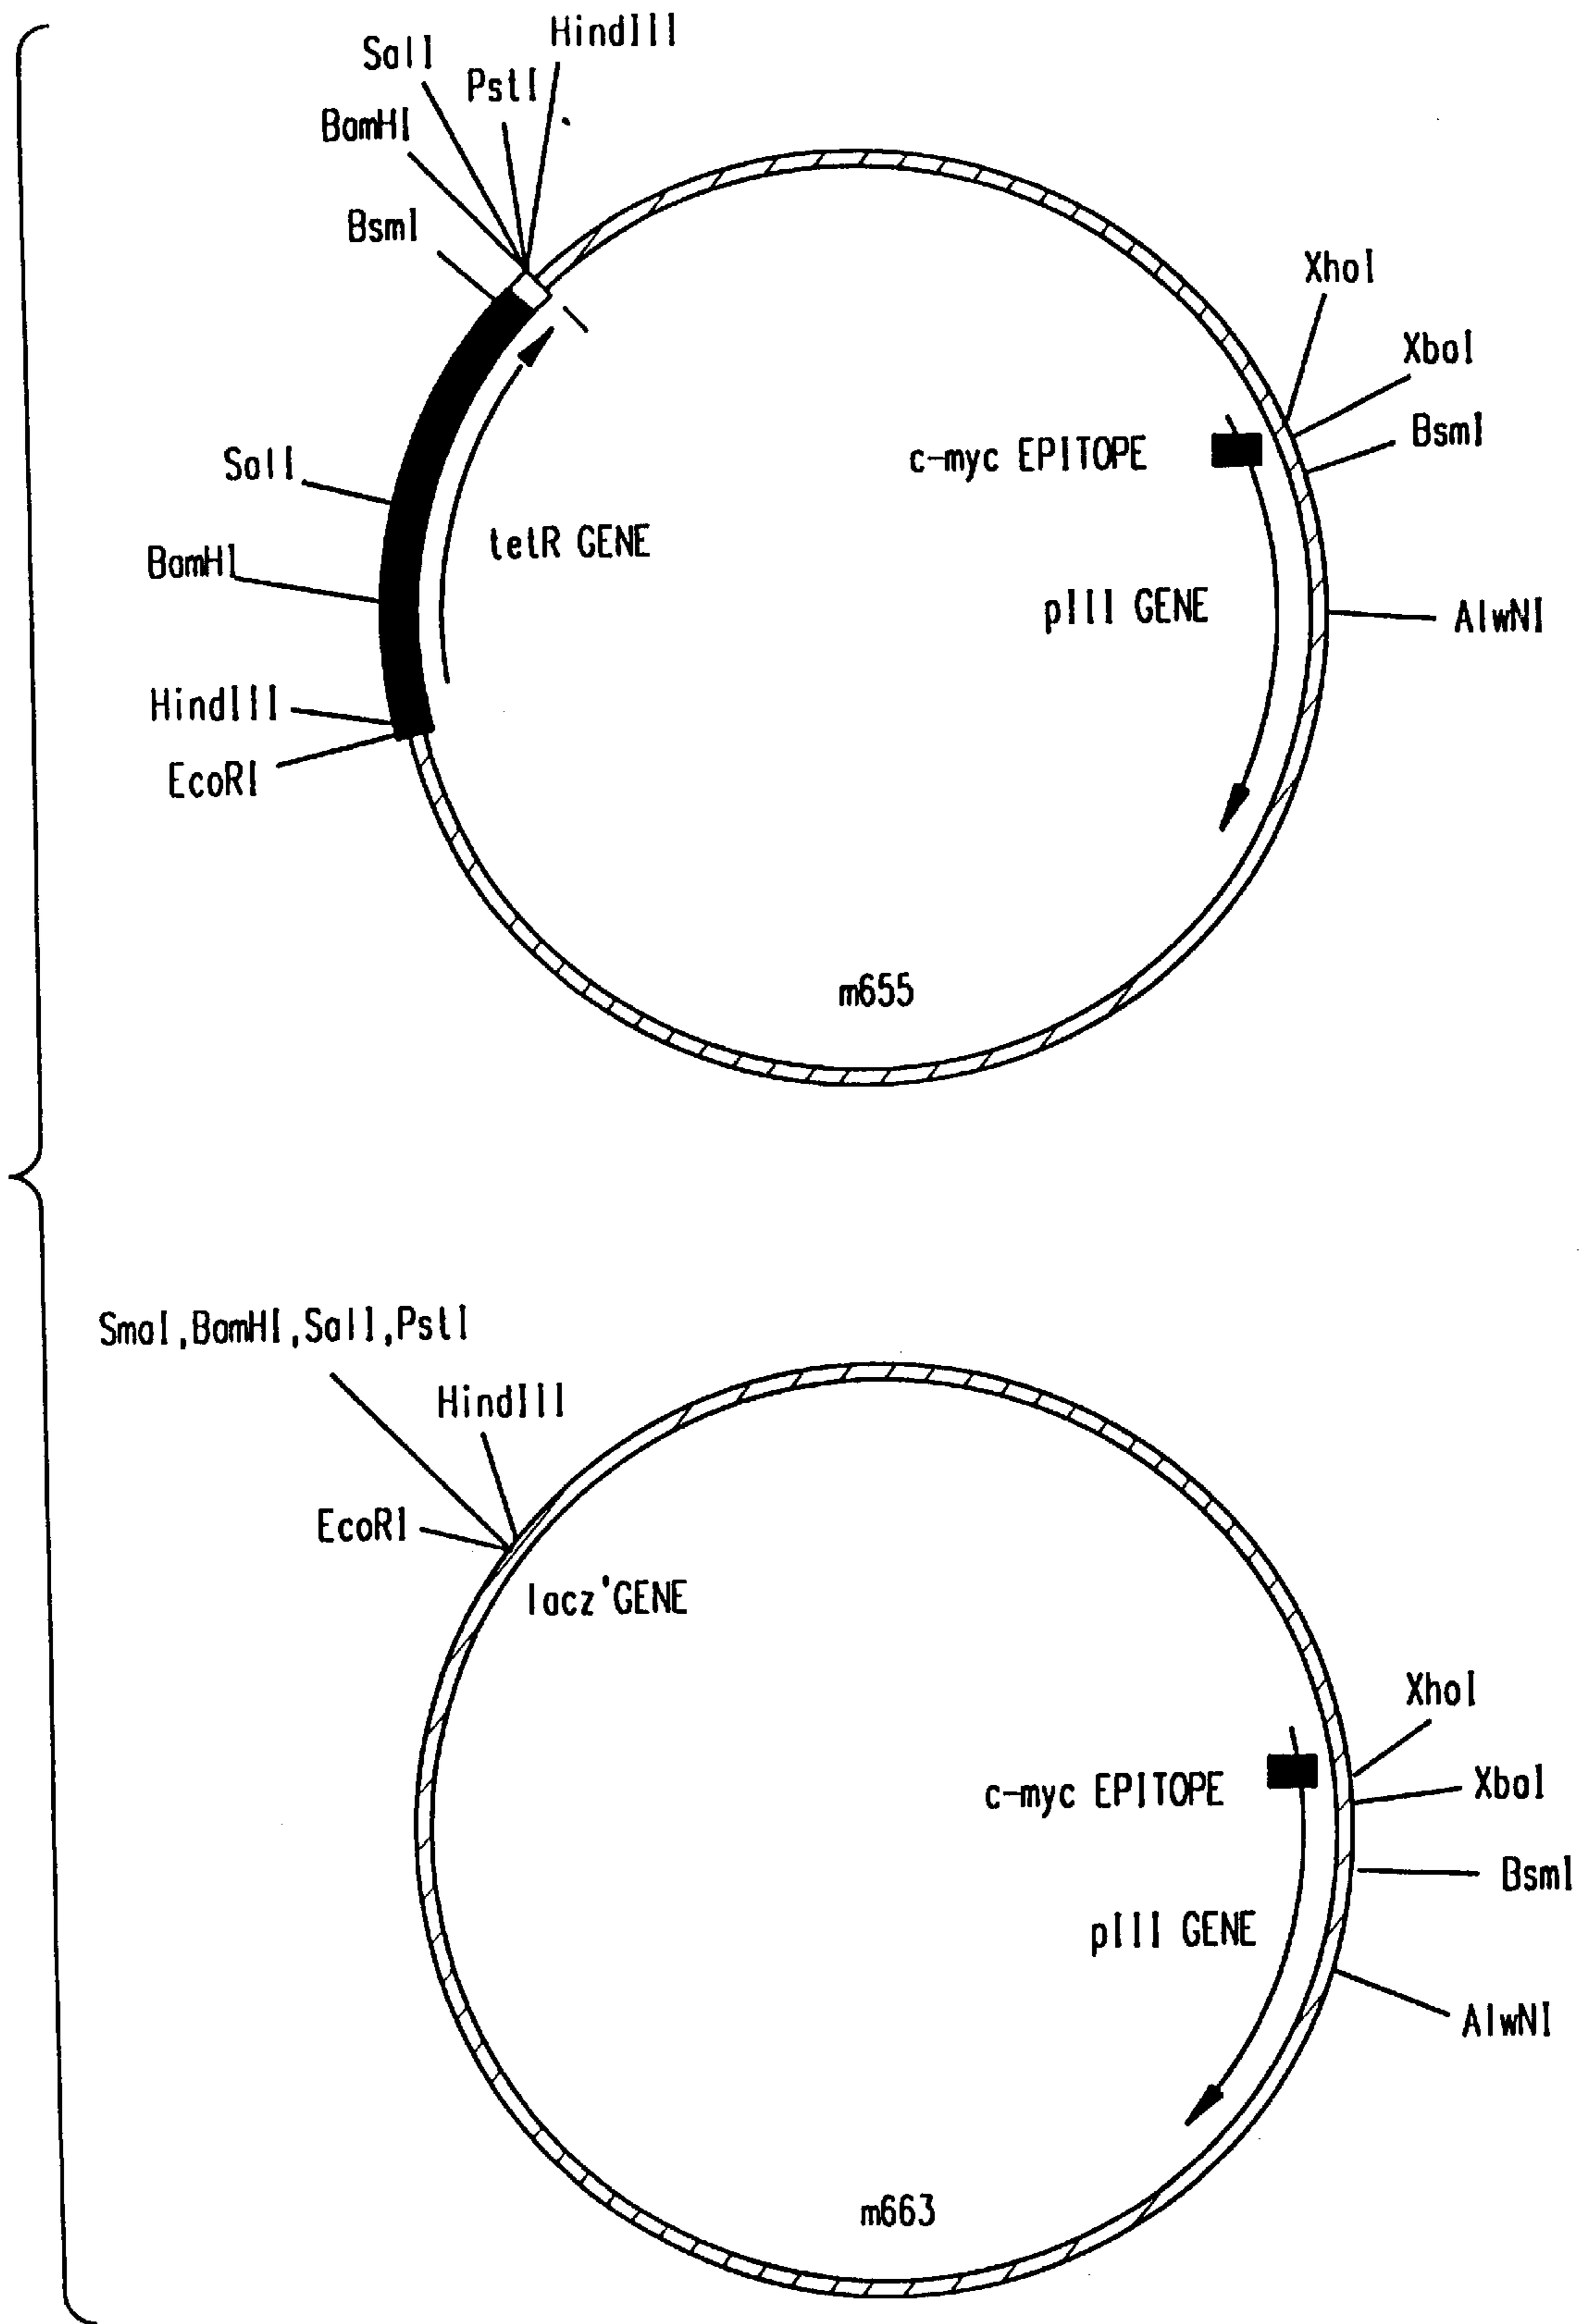 HindIII
SalI
PstI
BamHI
BsmI
XhoI
XbaI
BsmI
c-myc EPITOPE
SalI
tetR GENE
BamHI
pIII GENE
AlwNI
HindIII
EcoRI
m655
SmaI,BamHI,SalI,PstI
HindIII
EcoRI
lacz'GENE
XhoI
c-myc EPITOPE
XbaI
BsmI
pIII GENE
AlwNI
m663